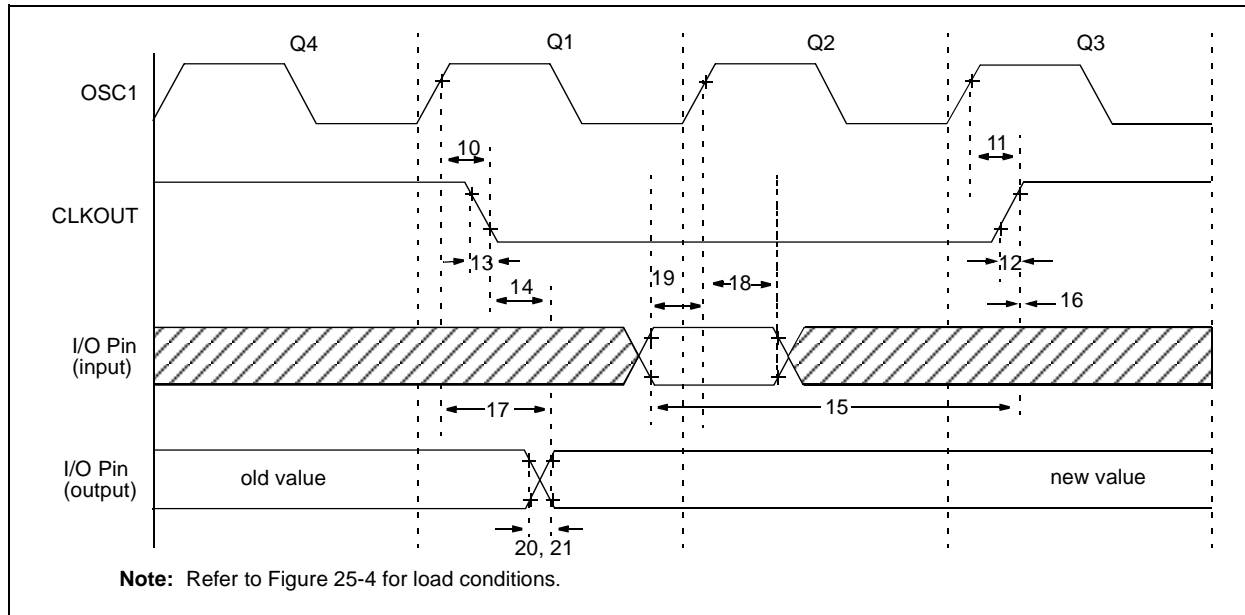 Q4 Q1 Q2 Q3
OSC1
10 11
CLKOUT
13 12
14 19 18 16
I/O Pin
(input)
17 15
I/O Pin
(output)
old value new value
20, 21
Note: Refer to Figure 25-4 for load conditions.